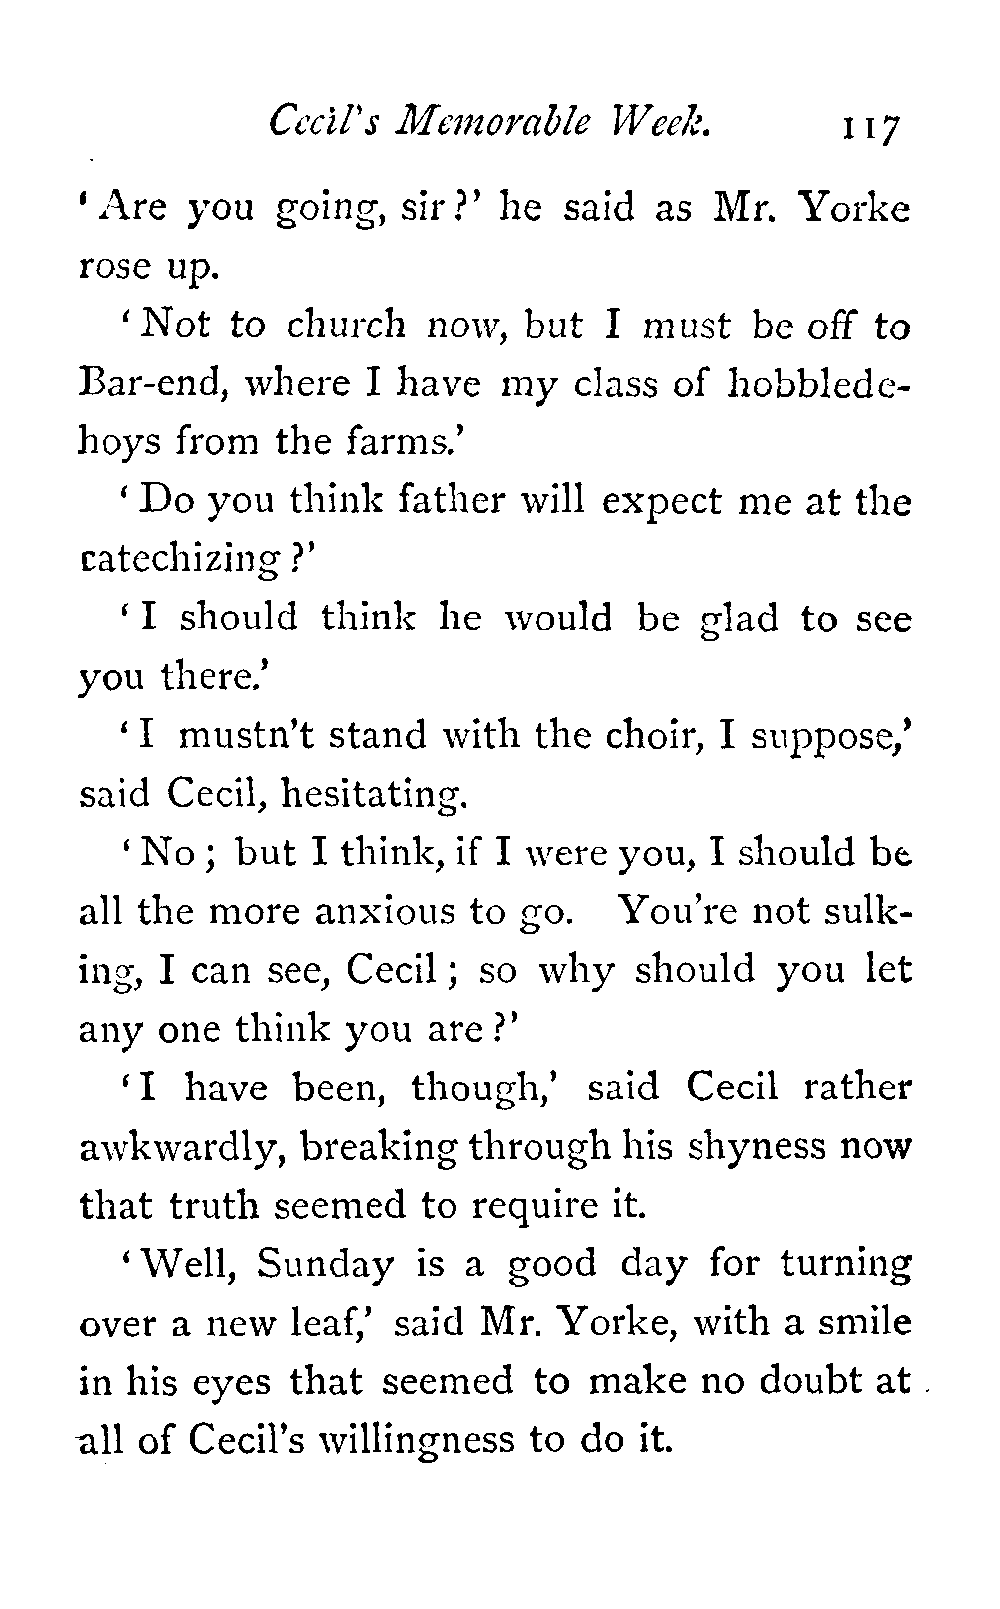 Cecil's Memorable Week. 117
' Are you going, sir?' he said as Mr. Yorke
rose up.
' Not to church now, but I must be off to
Bar-end, where I have my class of hobblede-
hoys from the farms.'
' Do you think father will expect me at the
catechizing?'
' I should think he would be glad to see
you there.'
' I mustn't stand with the choir, I suppose,'
said Cecil, hesitating.
' No; but I think, if I were you, I should be
all the more anxious to go. You're not sulk-
ing, I can see, Cecil; so why should you let
any one think you are?'
' I have been, though,' said Cecil rather
awkwardly, breaking through his shyness now
that truth seemed to require it.
' Well, Sunday is a good day for turning
over a new leaf,' said Mr. Yorke, with a smile
in his eyes that seemed to make no doubt at
all of Cecil's willingness to do it.